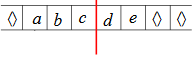 ◊ a b c d e ◊ ◊